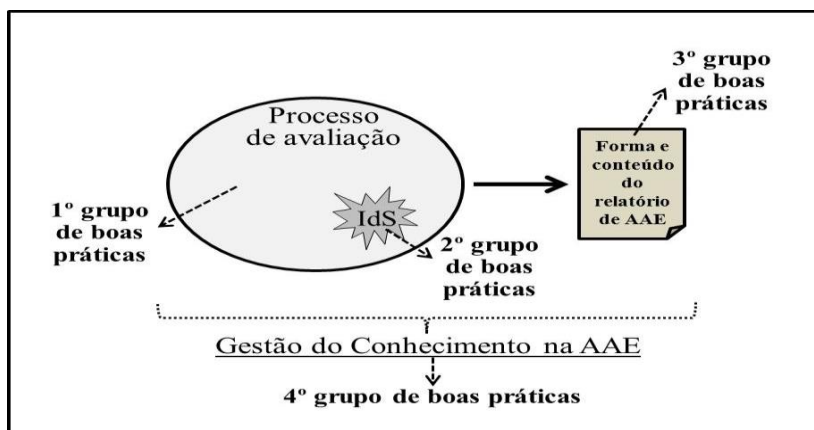 Processo
de avaliação
IdS
1º grupo
de boas
práticas
2º grupo
de boas
práticas
3º grupo
de boas
práticas
Forma e
conteúdo
do
relatório
de AAE
Gestão do Conhecimento na AAE
4º grupo de boas práticas